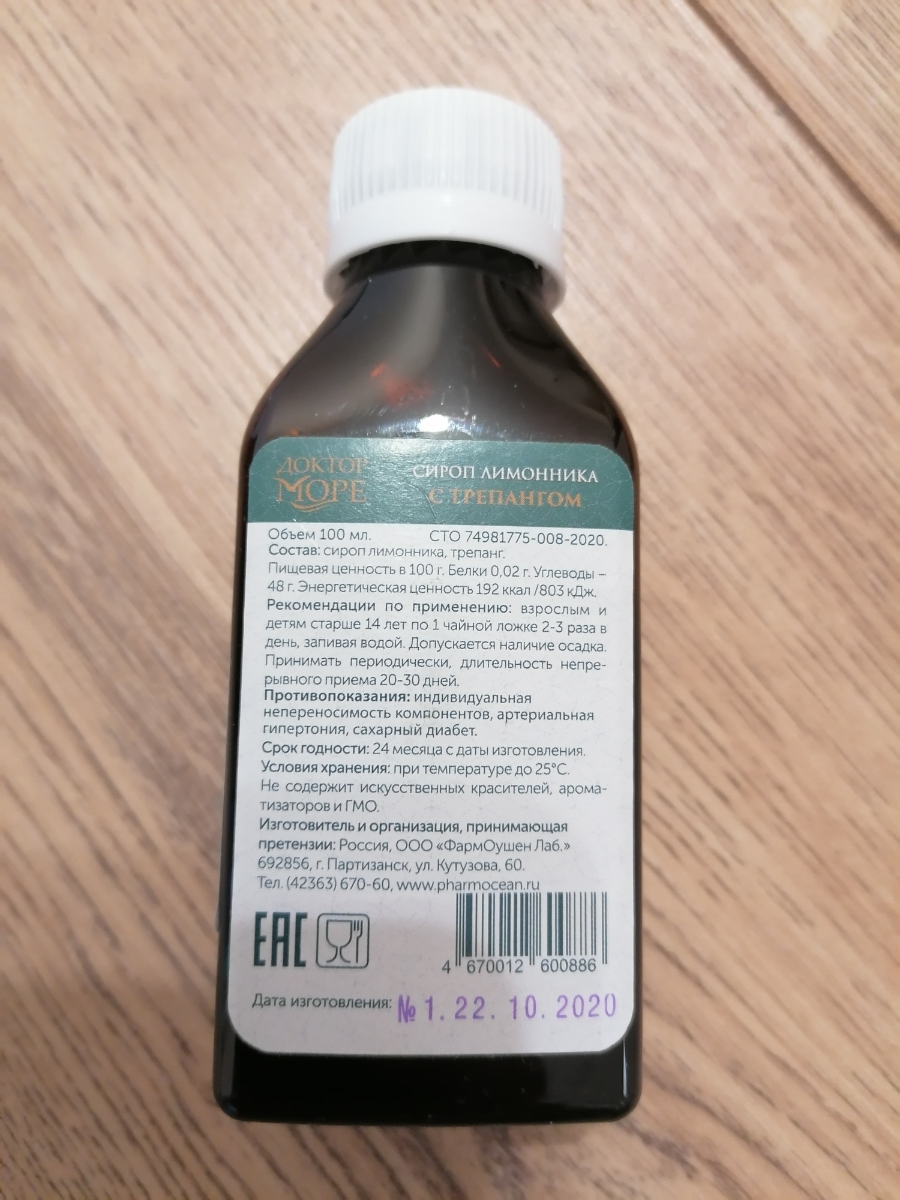 ДОКТОР
МОРЕ
СИРОП ЛИМОННИКА
С ТРЕПАНГОМ
Объем 100 мл. СТО 74981775-008-2020.
Состав: сироп лимонника, трепанг.
Пищевая ценность в 100 г. Белки 0,02 г. Углеводы –
48 г. Энергетическая ценность 192 ккал /803 кДж.
Рекомендации по применению: взрослым и
детям старше 14 лет по 1 чайной ложке 2-3 раза в
день, запивая водой. Допускается наличие осадка.
Принимать периодически, длительность непре-
рывного приема 20-30 дней.
Противопоказания: индивидуальная
непереносимость компонентов, артериальная
гипертония, сахарный диабет.
Срок годности: 24 месяца с даты изготовления.
Условия хранения: при температуре до 25°С.
Не содержит искусственных красителей, арома-
тизаторов и ГМО.
Изготовитель и организация, принимающая
претензии: Россия, ООО «ФармОушен Лаб.»
692856, г. Партизанск, ул. Кутузова, 60.
Тел. (42363) 670-60, www.pharmocean.ru
EAC
4 670012 600886
Дата изготовления: № 1. 22. 10. 2020